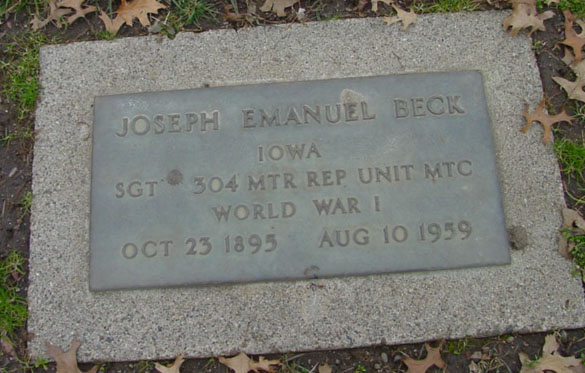 JOSEPH EMANUEL BECK
IOWA
SGT 304 MTR REP UNIT MTC
WORLD WAR I
OCT 23 1895 AUG 10 1959